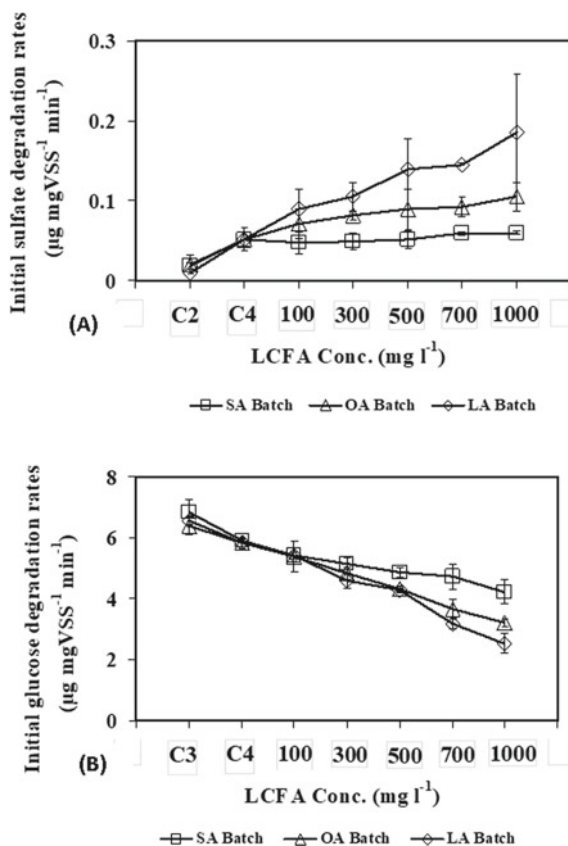 0.3
0.2
0.1
0
Initial sulfate degradation rates
(µg mgVSS⁻¹ min⁻¹)
C2 C4 100 300 500 700 1000
(A)
LCFA Conc. (mg l⁻¹)
SA Batch OA Batch LA Batch
8
6
4
2
0
Initial glucose degradation rates
(µg mgVSS⁻¹ min⁻¹)
C3 C4 100 300 500 700 1000
(B)
LCFA Conc. (mg l⁻¹)
SA Batch OA Batch LA Batch